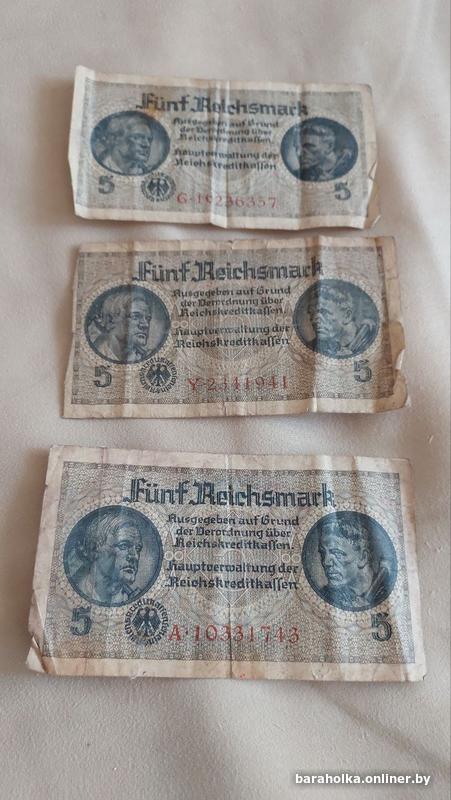 Fünf Reichsmark
Ausgegeben auf Grund
der Verordnung über
Reichskreditkassen.
Hauptverwaltung der
Reichskreditkassen
5
5
G·19236357
Fünf Reichsmark
Ausgegeben auf Grund
der Verordnung über
Reichskreditkassen.
Hauptverwaltung der
Reichskreditkassen
5
5
Y·2341941
Fünf Reichsmark
Ausgegeben auf Grund
der Verordnung über
Reichskreditkassen.
Hauptverwaltung der
Reichskreditkassen
5
5
A·10331743
baraholka.onliner.by